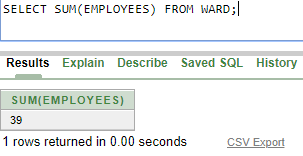 SELECT SUM(EMPLOYEES) FROM WARD;
Results Explain Describe Saved SQL History
SUM(EMPLOYEES)
39
1 rows returned in 0.00 seconds CSV Export